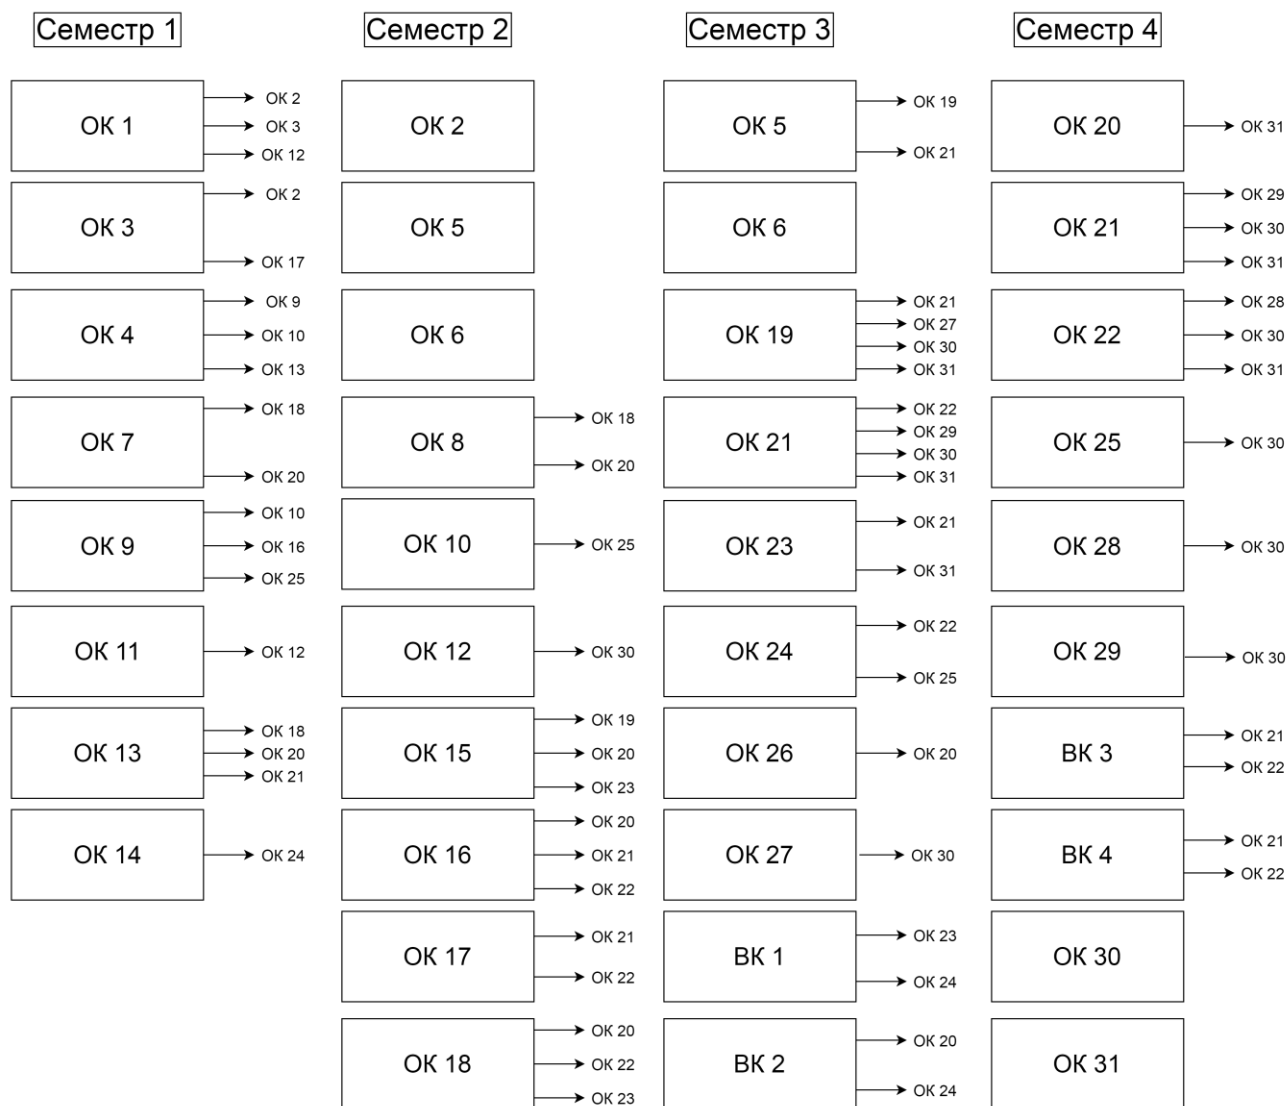 Семестр 1
Семестр 2
Семестр 3
Семестр 4
ОК 1
ОК 2
ОК 3
ОК 12
ОК 3
ОК 2
ОК 17
ОК 4
ОК 9
ОК 10
ОК 13
ОК 7
ОК 18
ОК 20
ОК 9
ОК 10
ОК 16
ОК 25
ОК 11
ОК 12
ОК 13
ОК 18
ОК 20
ОК 21
ОК 14
ОК 24
ОК 2
ОК 5
ОК 6
ОК 8
ОК 18
ОК 20
ОК 10
ОК 25
ОК 12
ОК 30
ОК 15
ОК 19
ОК 20
ОК 23
ОК 16
ОК 20
ОК 21
ОК 22
ОК 17
ОК 21
ОК 22
ОК 18
ОК 20
ОК 22
ОК 23
ОК 5
ОК 19
ОК 21
ОК 6
ОК 19
ОК 21
ОК 27
ОК 30
ОК 31
ОК 21
ОК 22
ОК 29
ОК 30
ОК 31
ОК 23
ОК 21
ОК 31
ОК 24
ОК 22
ОК 25
ОК 26
ОК 20
ОК 27
ОК 30
ВК 1
ОК 23
ОК 24
ВК 2
ОК 20
ОК 24
ОК 20
ОК 31
ОК 21
ОК 29
ОК 30
ОК 31
ОК 22
ОК 28
ОК 30
ОК 31
ОК 25
ОК 30
ОК 28
ОК 30
ОК 29
ОК 30
ВК 3
ОК 21
ОК 22
ВК 4
ОК 21
ОК 22
ОК 30
ОК 31